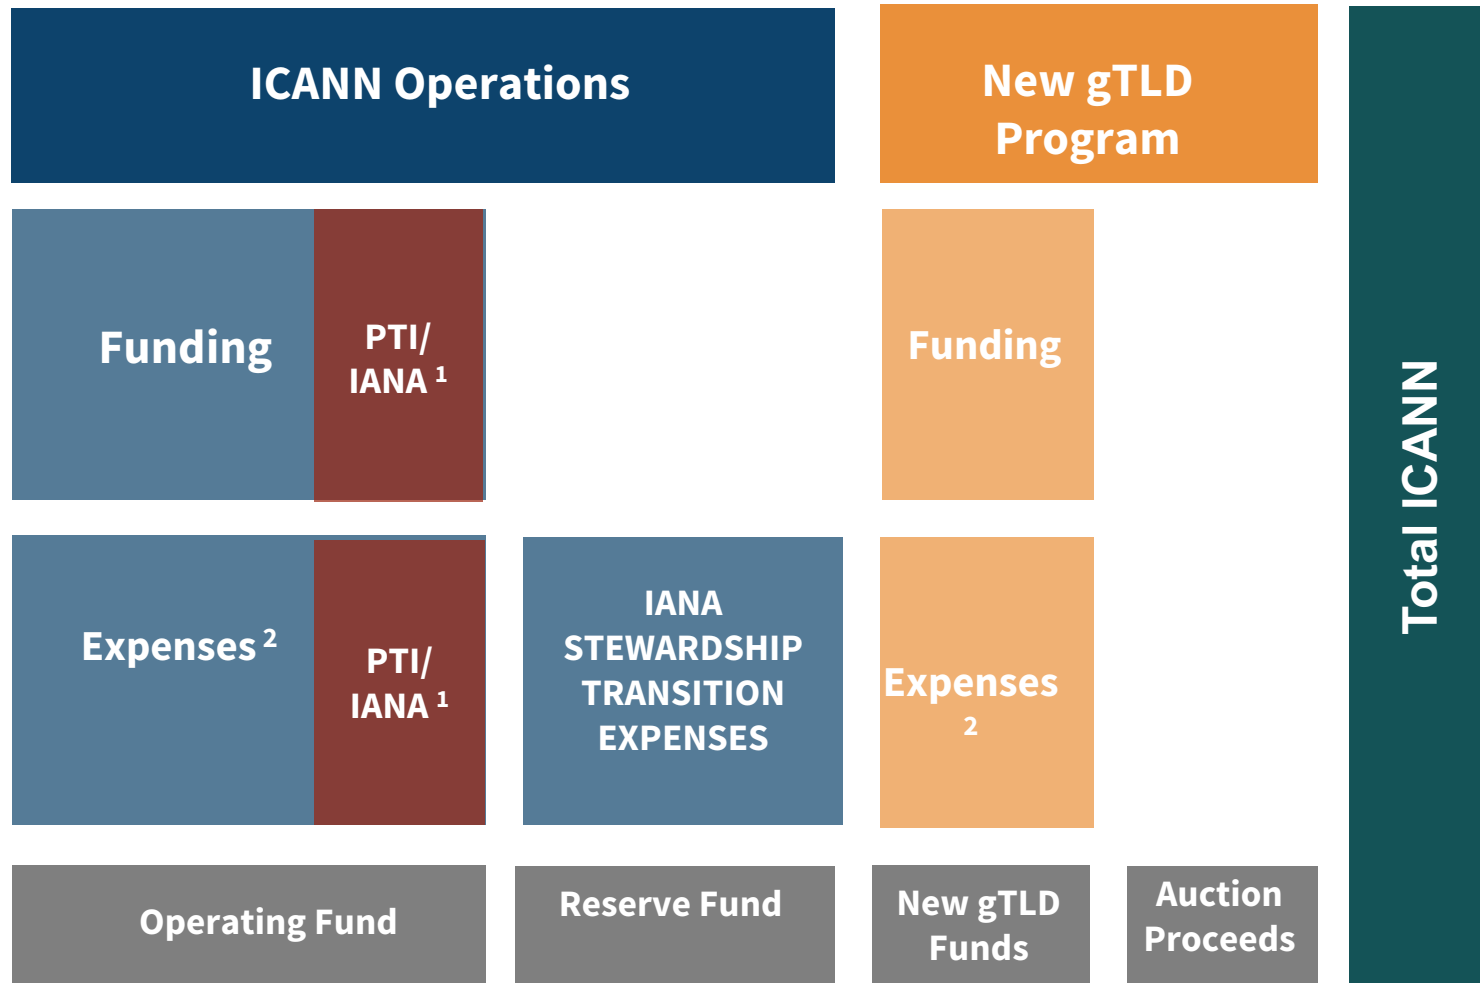 ICANN Operations
New gTLD
Program
Funding
PTI/
IANA 1
Funding
Expenses 2
PTI/
IANA 1
IANA
STEWARDSHIP
TRANSITION
EXPENSES
Expenses
2
Operating Fund
Reserve Fund
New gTLD
Funds
Auction
Proceeds
Total ICANN